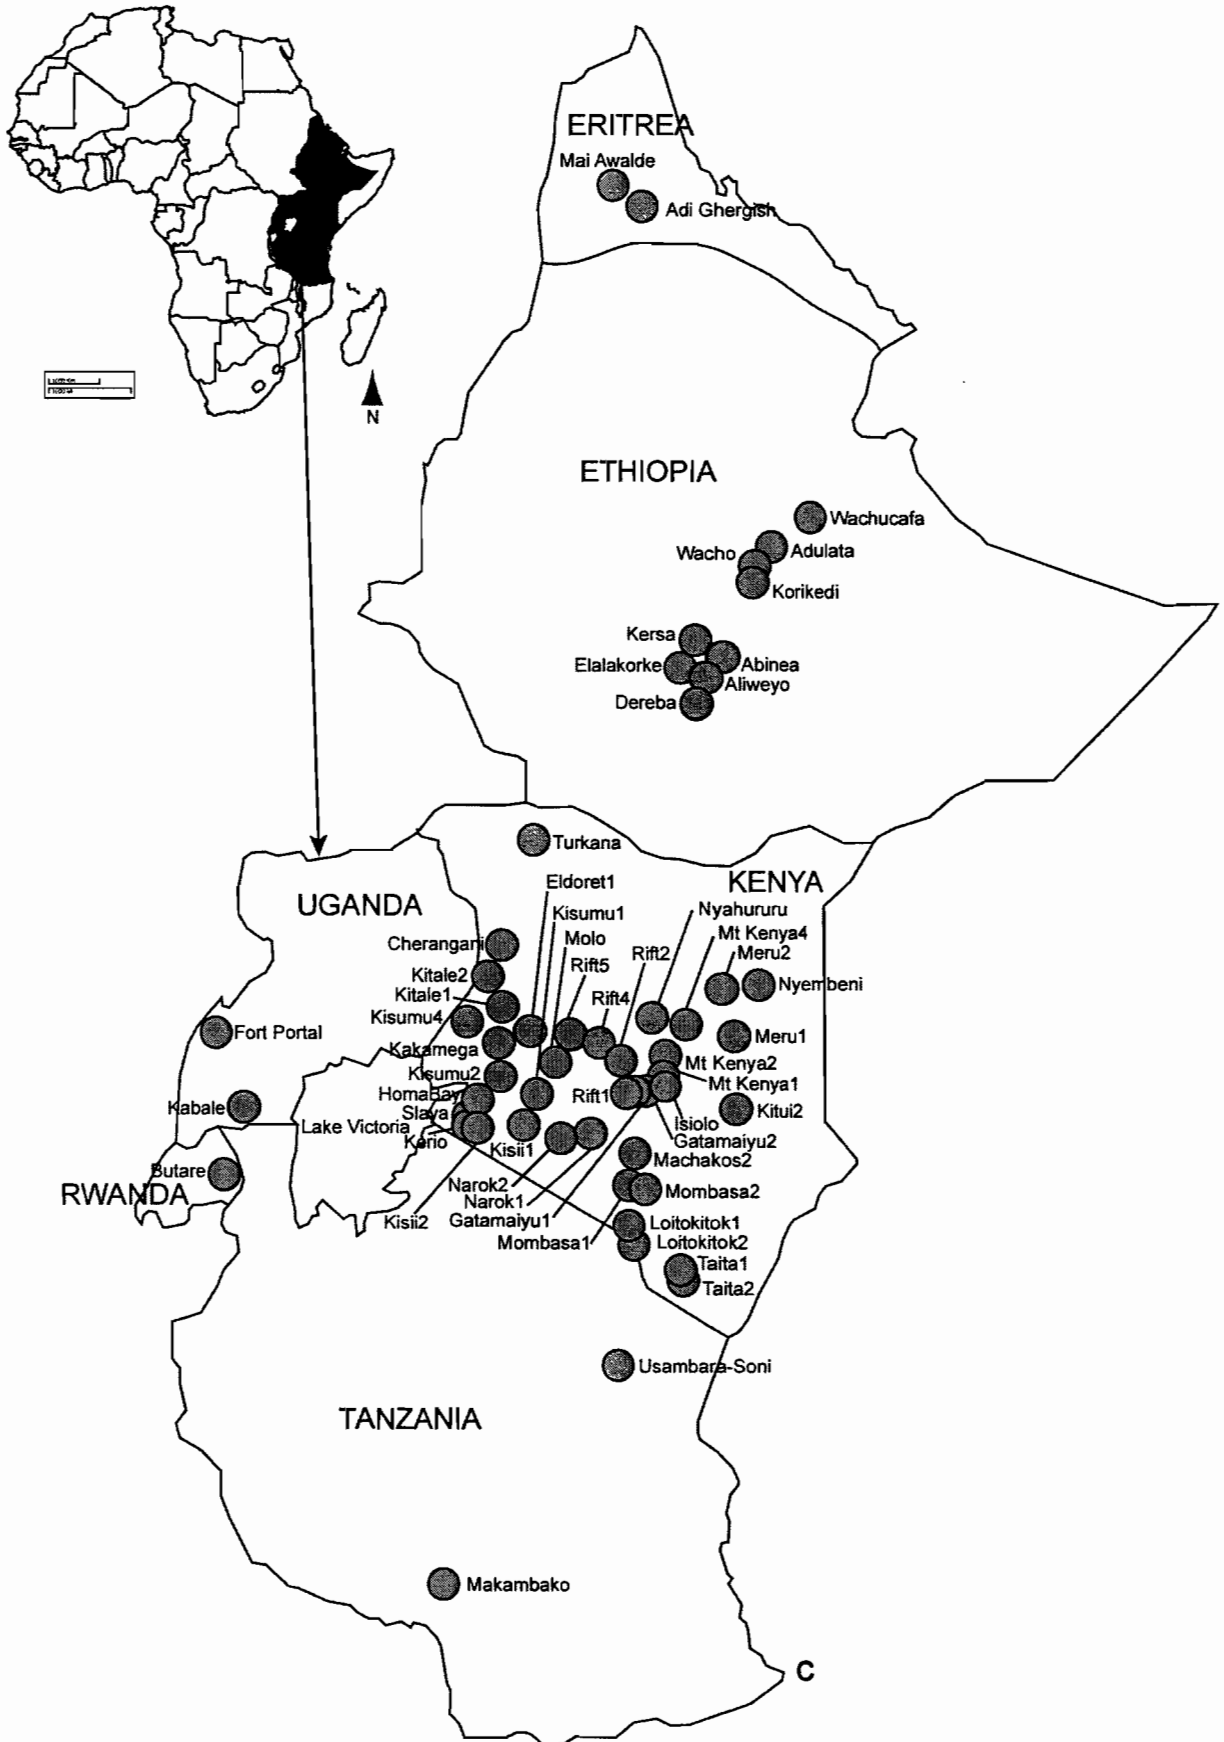 ERITREA
Mai Awalde
Adi Ghergish
N
ETHIOPIA
Wachucafa
Wacho
Adulata
Korikedi
Kersa
Elalakorke
Abinea
Aliweyo
Dereba
Turkana
Eldoret1
KENYA
UGANDA
Kisumu1
Nyahururu
Molo
Mt Kenya4
Cherangani
Rift2
Meru2
Rift5
Kitale2
Nyembeni
Kitale1
Rift4
Kisumu4
Fort Portal
Meru1
Kakamega
Mt Kenya2
Kisumu2
Mt Kenya1
HomaBay
Rift1
Kabale
Slaya
Kitui2
Lake Victoria
Isiolo
Kerio
Gatamaiyu2
Kisii1
Machakos2
Butare
RWANDA
Narok2
Mombasa2
Narok1
Kisii2
Gatamaiyu1
Loitokitok1
Mombasa1
Loitokitok2
Taita1
Taita2
Usambara-Soni
TANZANIA
Makambako
C